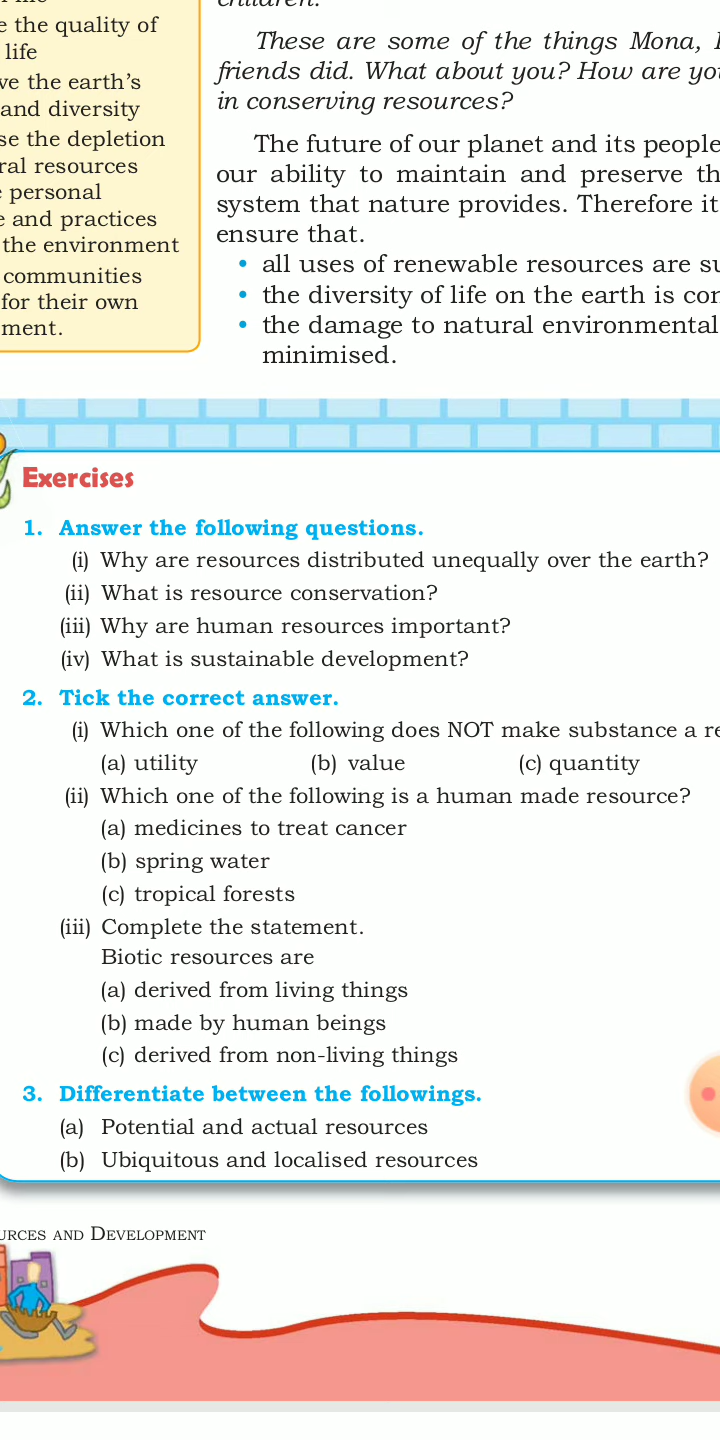 e the quality of
life
ve the earth's
and diversity
se the depletion
ral resources
e personal
e and practices
the environment
communities
for their own
ment.
children.
These are some of the things Mona,
friends did. What about you? How are you
in conserving resources?
The future of our planet and its people
our ability to maintain and preserve th
system that nature provides. Therefore it
ensure that.
• all uses of renewable resources are su
• the diversity of life on the earth is con
• the damage to natural environmental
minimised.
Exercises
1. Answer the following questions.
(i) Why are resources distributed unequally over the earth?
(ii) What is resource conservation?
(iii) Why are human resources important?
(iv) What is sustainable development?
2. Tick the correct answer.
(i) Which one of the following does NOT make substance a re
(a) utility (b) value (c) quantity
(ii) Which one of the following is a human made resource?
(a) medicines to treat cancer
(b) spring water
(c) tropical forests
(iii) Complete the statement.
Biotic resources are
(a) derived from living things
(b) made by human beings
(c) derived from non-living things
3. Differentiate between the followings.
(a) Potential and actual resources
(b) Ubiquitous and localised resources
urces and Development